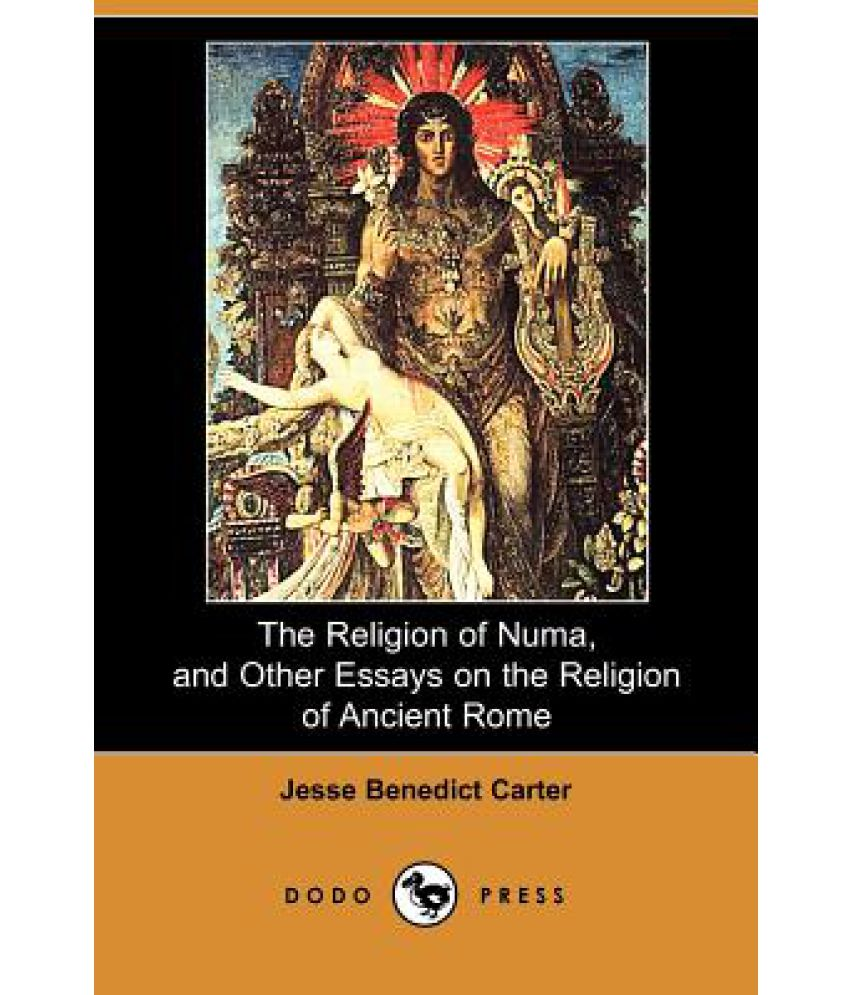 The Religion of Numa,
and Other Essays on the Religion
of Ancient Rome
Jesse Benedict Carter
DODO PRESS